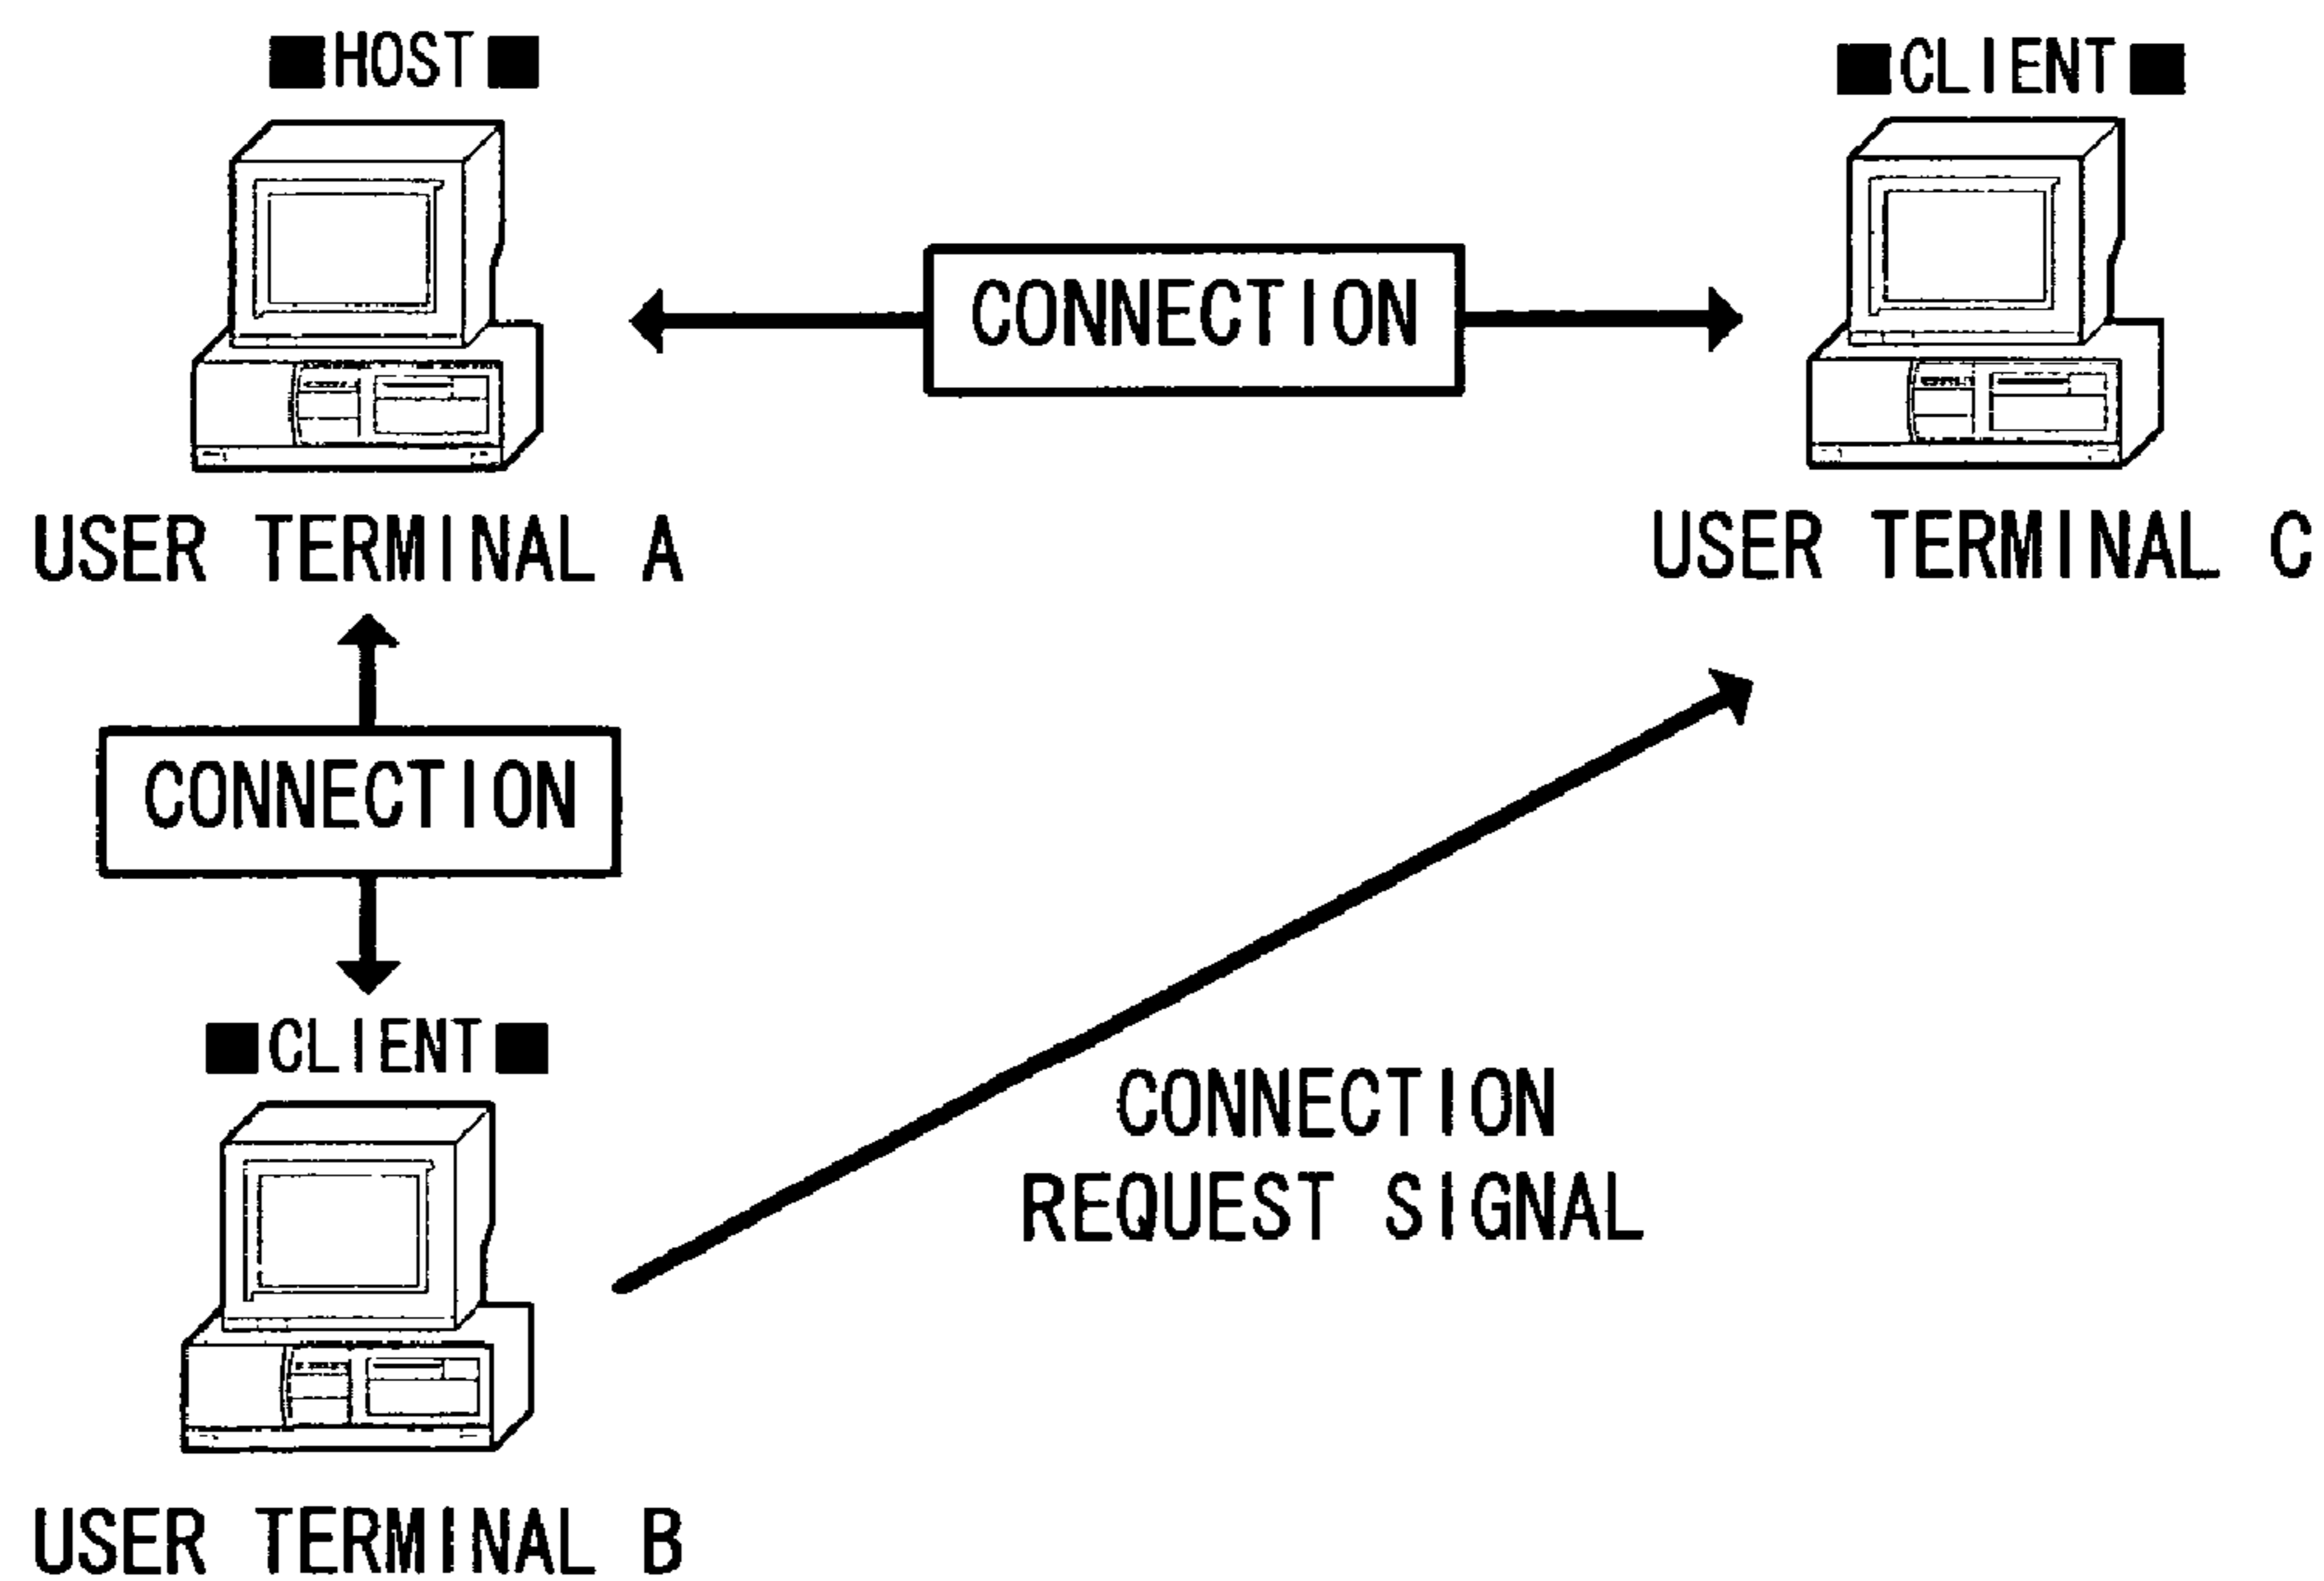 ■HOST■
■CLIENT■
CONNECTION
USER TERMINAL A
USER TERMINAL C
CONNECTION
■CLIENT■
CONNECTION
REQUEST SIGNAL
USER TERMINAL B